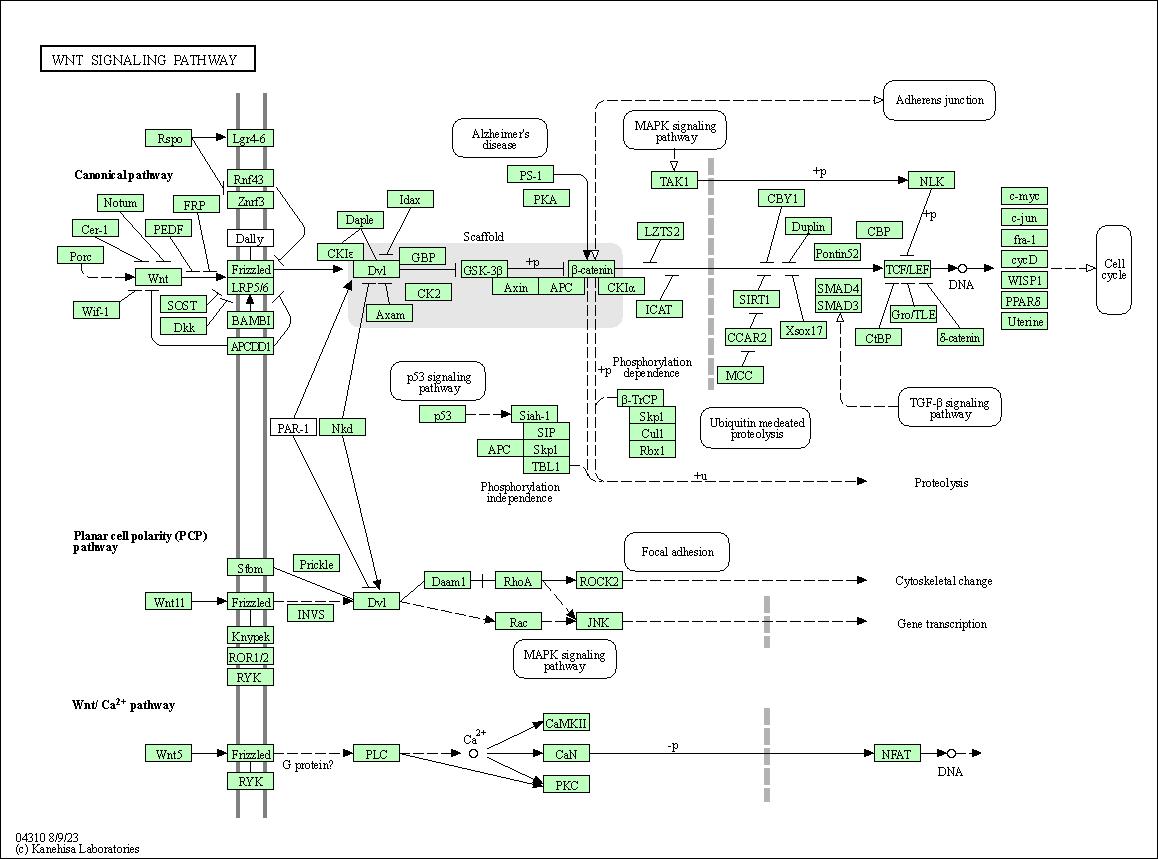 WNT SIGNALING PATHWAY
Adherens junction
MAPK signaling
pathway
Alzheimer's
disease
Rspo
Lgr4-6
Canonical pathway
Rnf43
PS-1
TAK1
+p
NLK
Notum
FRP
Znrf3
Idax
PKA
CBY1
c-myc
Cer-1
PEDF
Daple
LZTS2
Duplin
CBP
c-jun
Dally
Scaffold
fra-1
+p
Porc
CKIε
GBP
Pontin52
cycD
Cell
cycle
Wnt
Frizzled
Dvl
GSK-3β
+p
β-catenin
TCF/LEF
DNA
WISP1
LRP5/6
Axin
APC
CKIα
SMAD4
CK2
SIRT1
SMAD3
PPARδ
Wif-1
SOST
BAMBI
Axam
ICAT
Gro/TLE
Uterine
Dkk
Xsox17
CtBP
δ-catenin
APCDD1
CCAR2
Phosphorylation
dependence
+p
MCC
p53 signaling
pathway
β-TrCP
TGF-β signaling
pathway
p53
Siah-1
Skp1
PAR-1
Nkd
SIP
Cul1
Ubiquitin medeated
proteolysis
APC
Skp1
Rbx1
TBL1
+u
Proteolysis
Phosphorylation
independence
Planar cell polarity (PCP)
pathway
Focal adhesion
Stbm
Prickle
Daam1
RhoA
ROCK2
Cytoskeletal change
Wnt11
Frizzled
INVS
Dvl
Rac
JNK
Gene transcription
Knypek
ROR1/2
MAPK signaling
pathway
RYK
Wnt/ Ca2+ pathway
CaMKII
Ca2+
Wnt5
Frizzled
G protein?
PLC
CaN
-p
NFAT
DNA
RYK
PKC
04310 8/9/23
(c) Kanehisa Laboratories